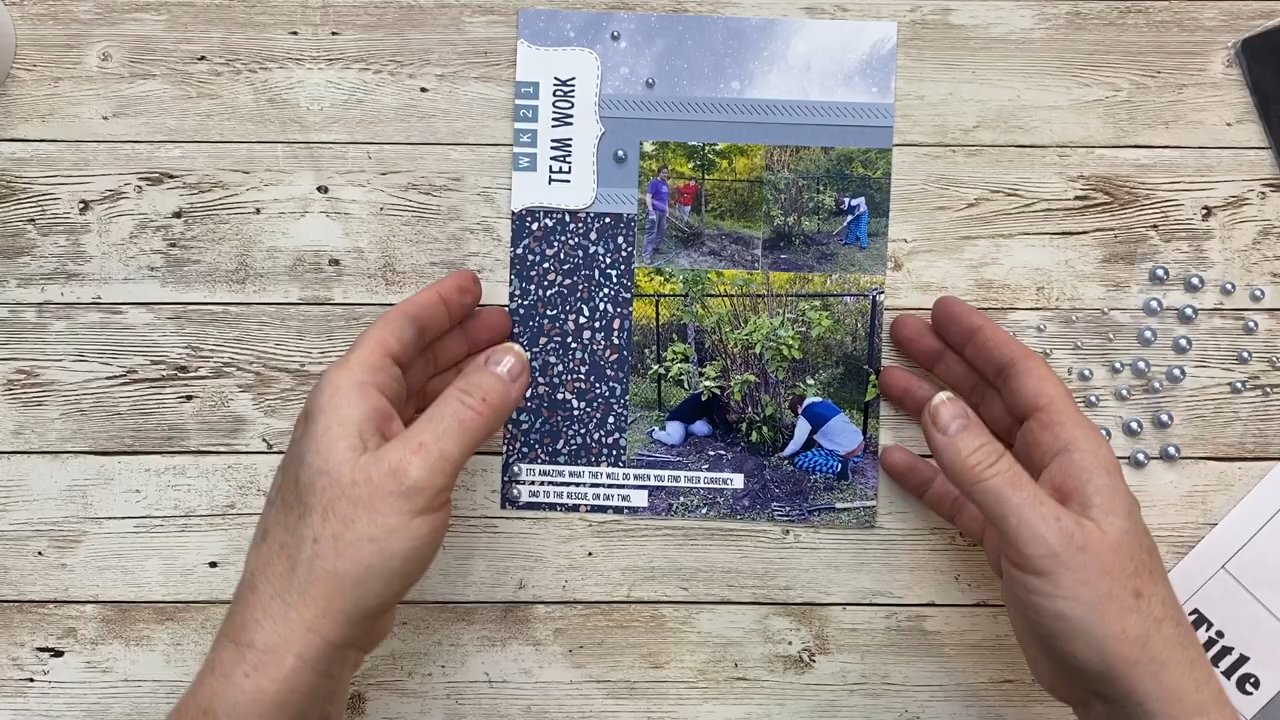 WK21
TEAM WORK
ITS AMAZING WHAT THEY WILL DO WHEN YOU FIND THEIR CURRENCY.
DAD TO THE RESCUE, ON DAY TWO.
Title